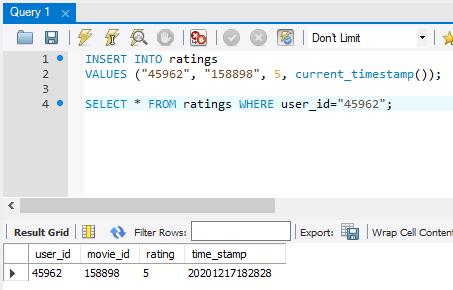 Query 1
Don't Limit
1 INSERT INTO ratings
2 VALUES ("45962", "158898", 5, current_timestamp());
3
4 SELECT * FROM ratings WHERE user_id="45962";
Result Grid Filter Rows: Export: Wrap Cell Content
user_id movie_id rating time_stamp
45962 158898 5 20201217182828